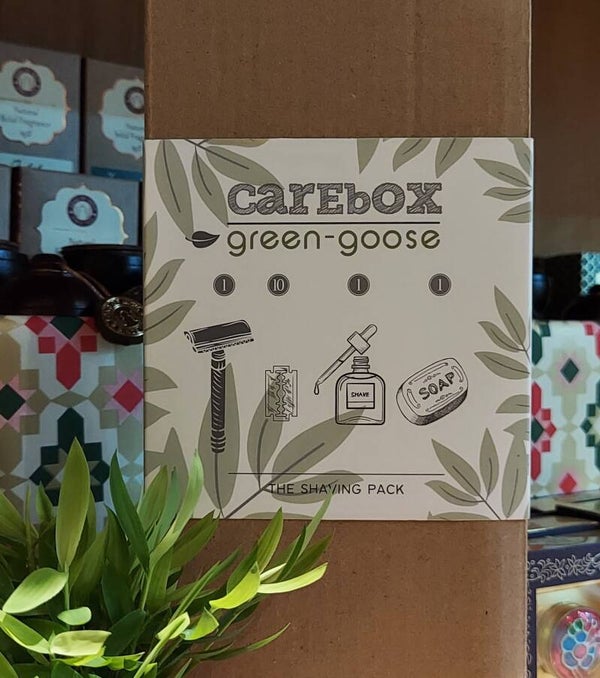 carEbox
green-goose
1 10 1 1
SHAVE
SOAP
THE SHAVING PACK